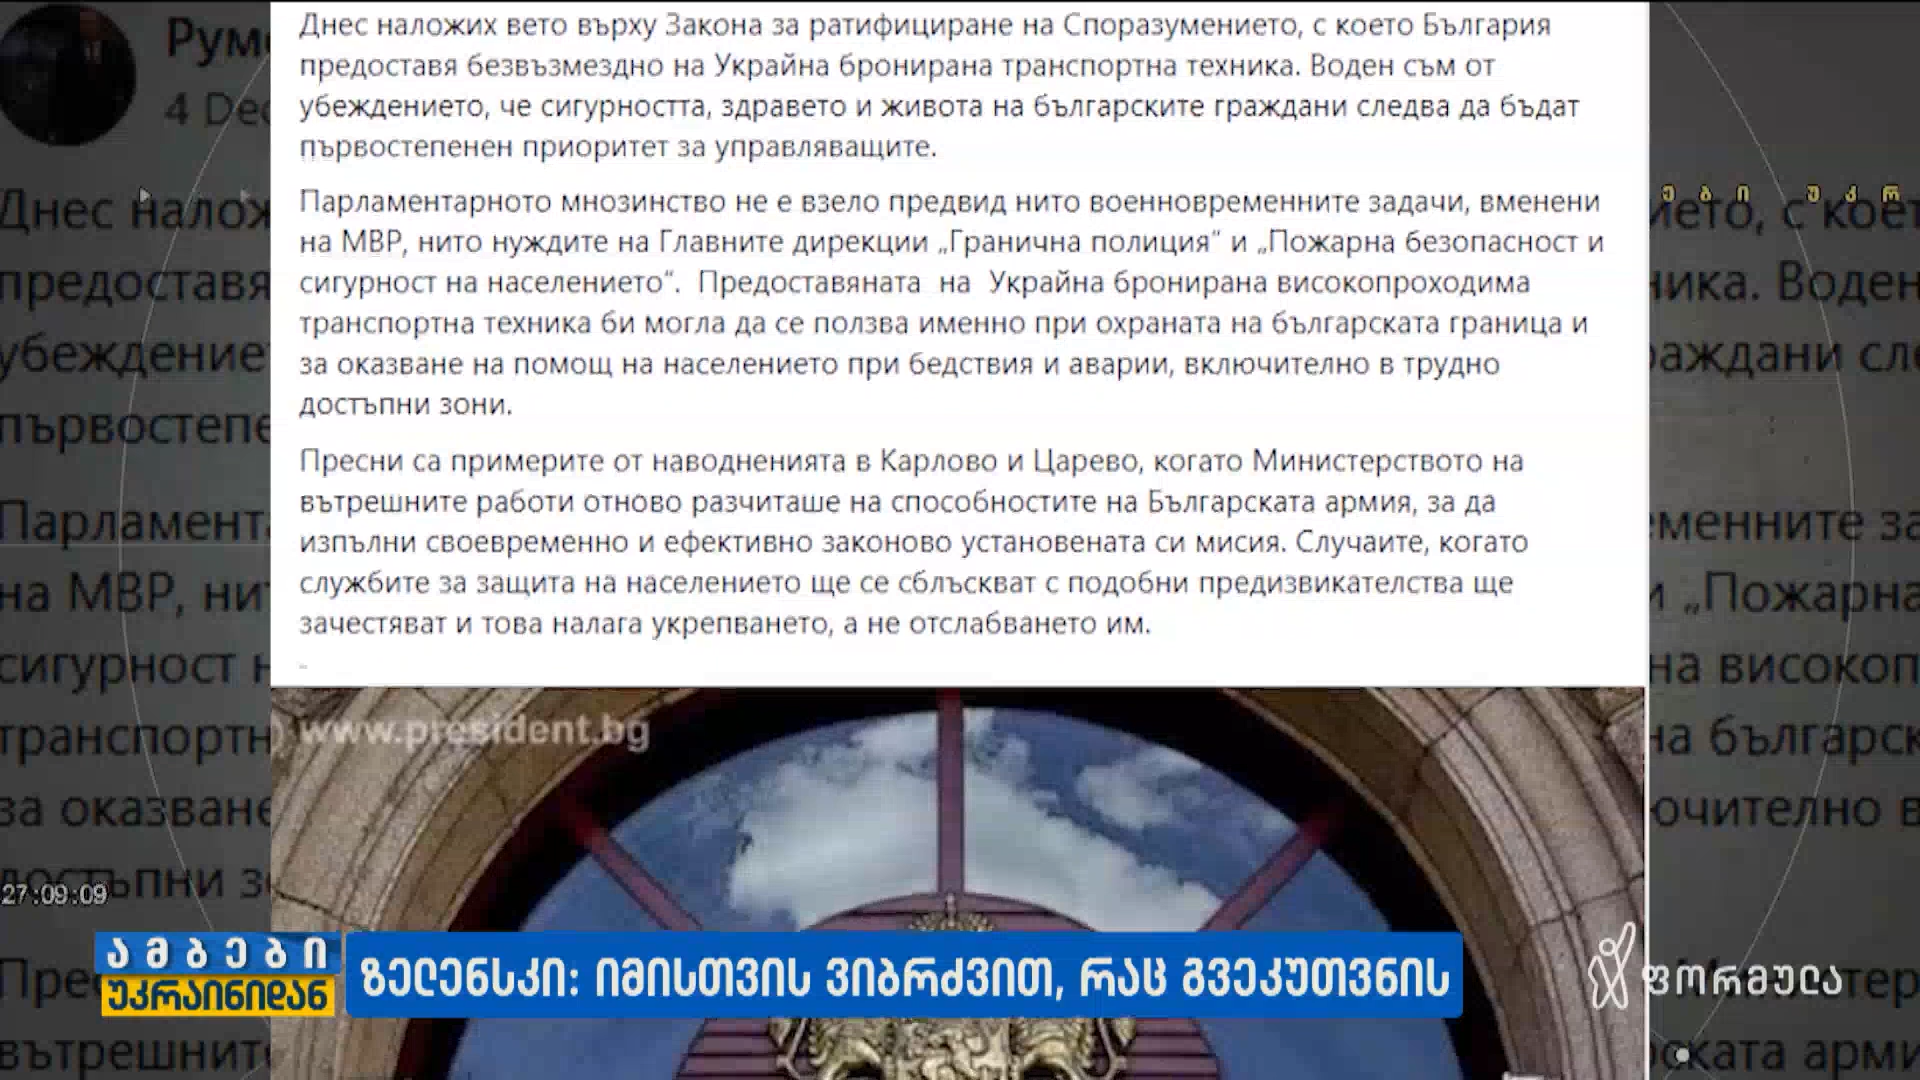 Днес наложих вето върху Закона за ратифициране на Споразумението, с което България
предоставя безвъзмездно на Украйна бронирана транспортна техника. Воден съм от
убеждението, че сигурността, здравето и живота на българските граждани следва да бъдат
първостепенен приоритет за управляващите.
Парламентарното мнозинство не е взело предвид нито военновременните задачи, вменени
на МВР, нито нуждите на Главните дирекции „Гранична полиция“ и „Пожарна безопасност и
сигурност на населението“. Предоставяната на Украйна бронирана високопроходима
транспортна техника би могла да се ползва именно при охраната на българската граница и
за оказване на помощ на населението при бедствия и аварии, включително в трудно
достъпни зони.
Пресни са примерите от наводненията в Карлово и Царево, когато Министерството на
вътрешните работи отново разчиташе на способностите на Българската армия, за да
изпълни своевременно и ефективно законово установената си мисия. Случаите, когато
службите за защита на населението ще се сблъскват с подобни предизвикателства ще
зачестяват и това налага укрепването, а не отслабването им.
www.president.bg
27:09:09
ამბები
უკრაინიდან
ზელენსკი: იმისთვის ვიბრძვით, რაც გვეკუთვნის
ფორმულა